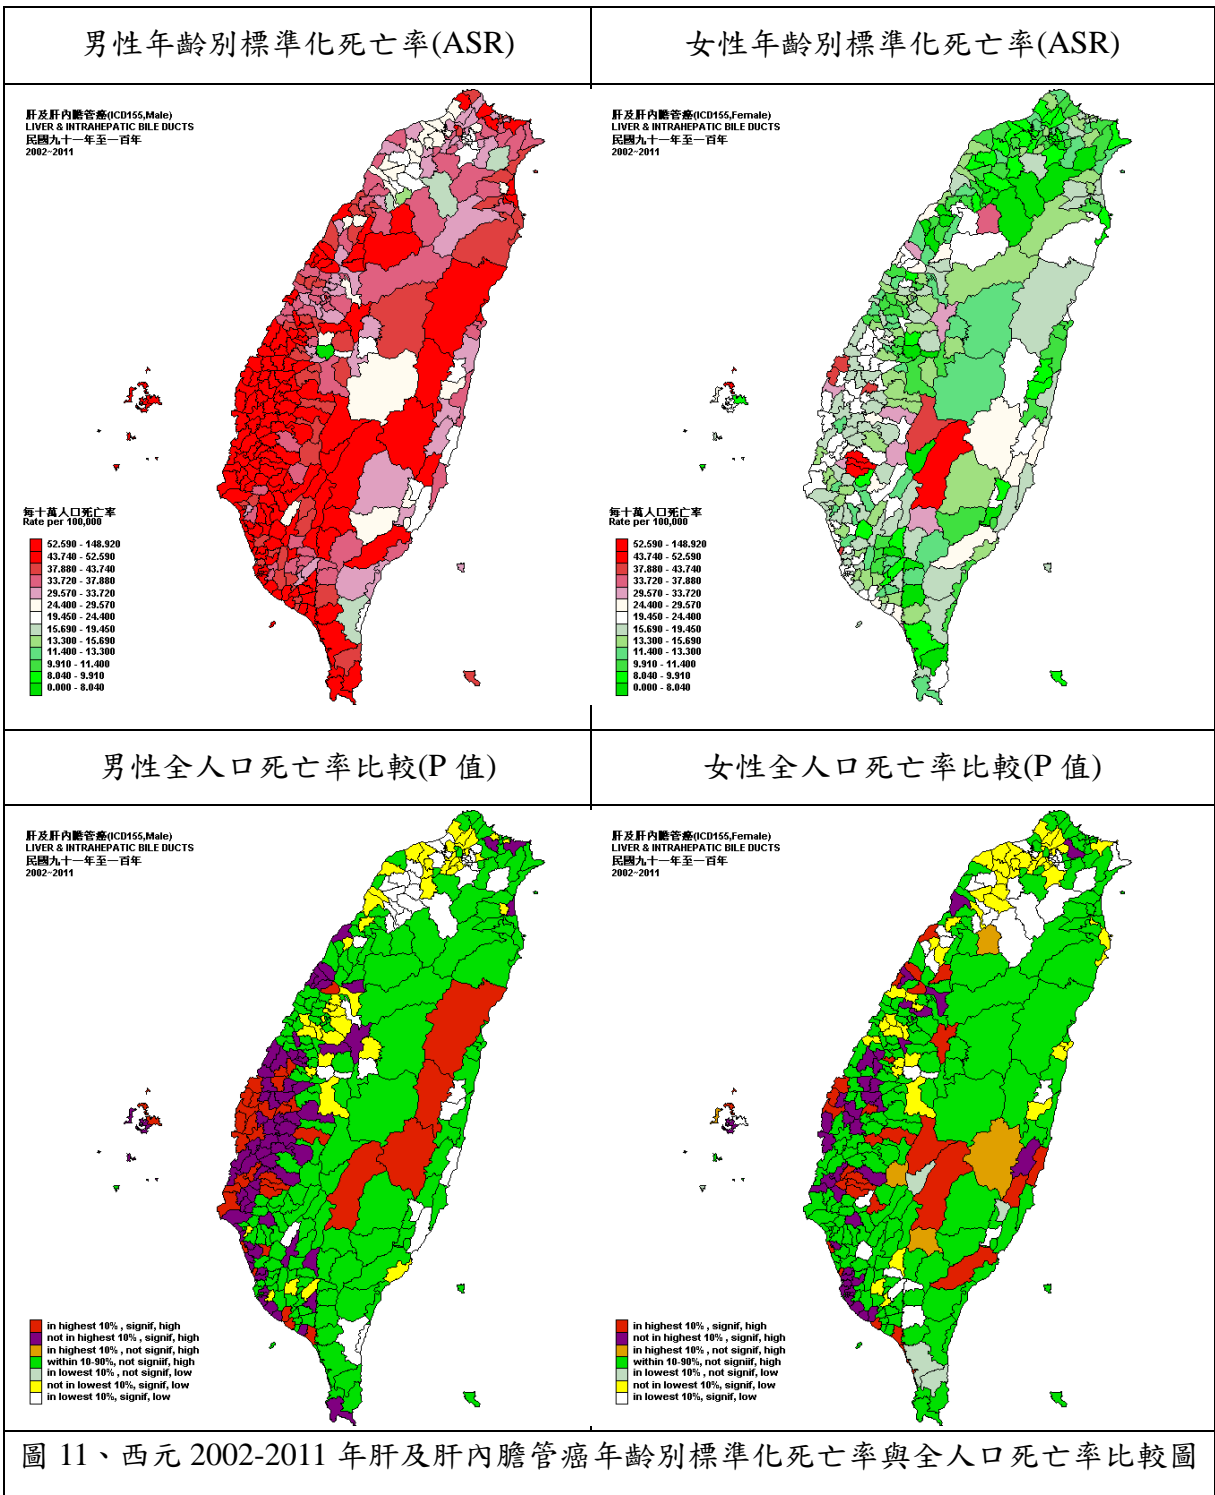 男性年齡別標準化死亡率(ASR)
女性年齡別標準化死亡率(ASR)
肝及肝內膽管癌(ICD155,Male)
LIVER & INTRAHEPATIC BILE DUCTS
民國九十一年至一百年
2002~2011
每十萬人口死亡率
Rate per 100,000
52.590 - 148.920
43.740 - 52.590
37.880 - 43.740
33.720 - 37.880
29.570 - 33.720
24.400 - 29.570
19.450 - 24.400
15.690 - 19.450
13.300 - 15.690
11.400 - 13.300
9.910 - 11.400
8.040 - 9.910
0.000 - 8.040
肝及肝內膽管癌(ICD155,Female)
LIVER & INTRAHEPATIC BILE DUCTS
民國九十一年至一百年
2002~2011
每十萬人口死亡率
Rate per 100,000
52.590 - 148.920
43.740 - 52.590
37.880 - 43.740
33.720 - 37.880
29.570 - 33.720
24.400 - 29.570
19.450 - 24.400
15.690 - 19.450
13.300 - 15.690
11.400 - 13.300
9.910 - 11.400
8.040 - 9.910
0.000 - 8.040
男性全人口死亡率比較(P 值)
女性全人口死亡率比較(P 值)
肝及肝內膽管癌(ICD155,Male)
LIVER & INTRAHEPATIC BILE DUCTS
民國九十一年至一百年
2002~2011
in highest 10% , signif, high
not in highest 10% , signif, high
in highest 10% , not signif, high
within 10-90%, not signiif, high
in lowest 10% , not signif, low
not in lowest 10%, signif, low
in lowest 10%, signif, low
肝及肝內膽管癌(ICD155,Female)
LIVER & INTRAHEPATIC BILE DUCTS
民國九十一年至一百年
2002~2011
in highest 10% , signif, high
not in highest 10% , signif, high
in highest 10% , not signif, high
within 10-90%, not signiif, high
in lowest 10% , not signif, low
not in lowest 10%, signif, low
in lowest 10%, signif, low
圖 11、西元 2002-2011 年肝及肝內膽管癌年齡別標準化死亡率與全人口死亡率比較圖